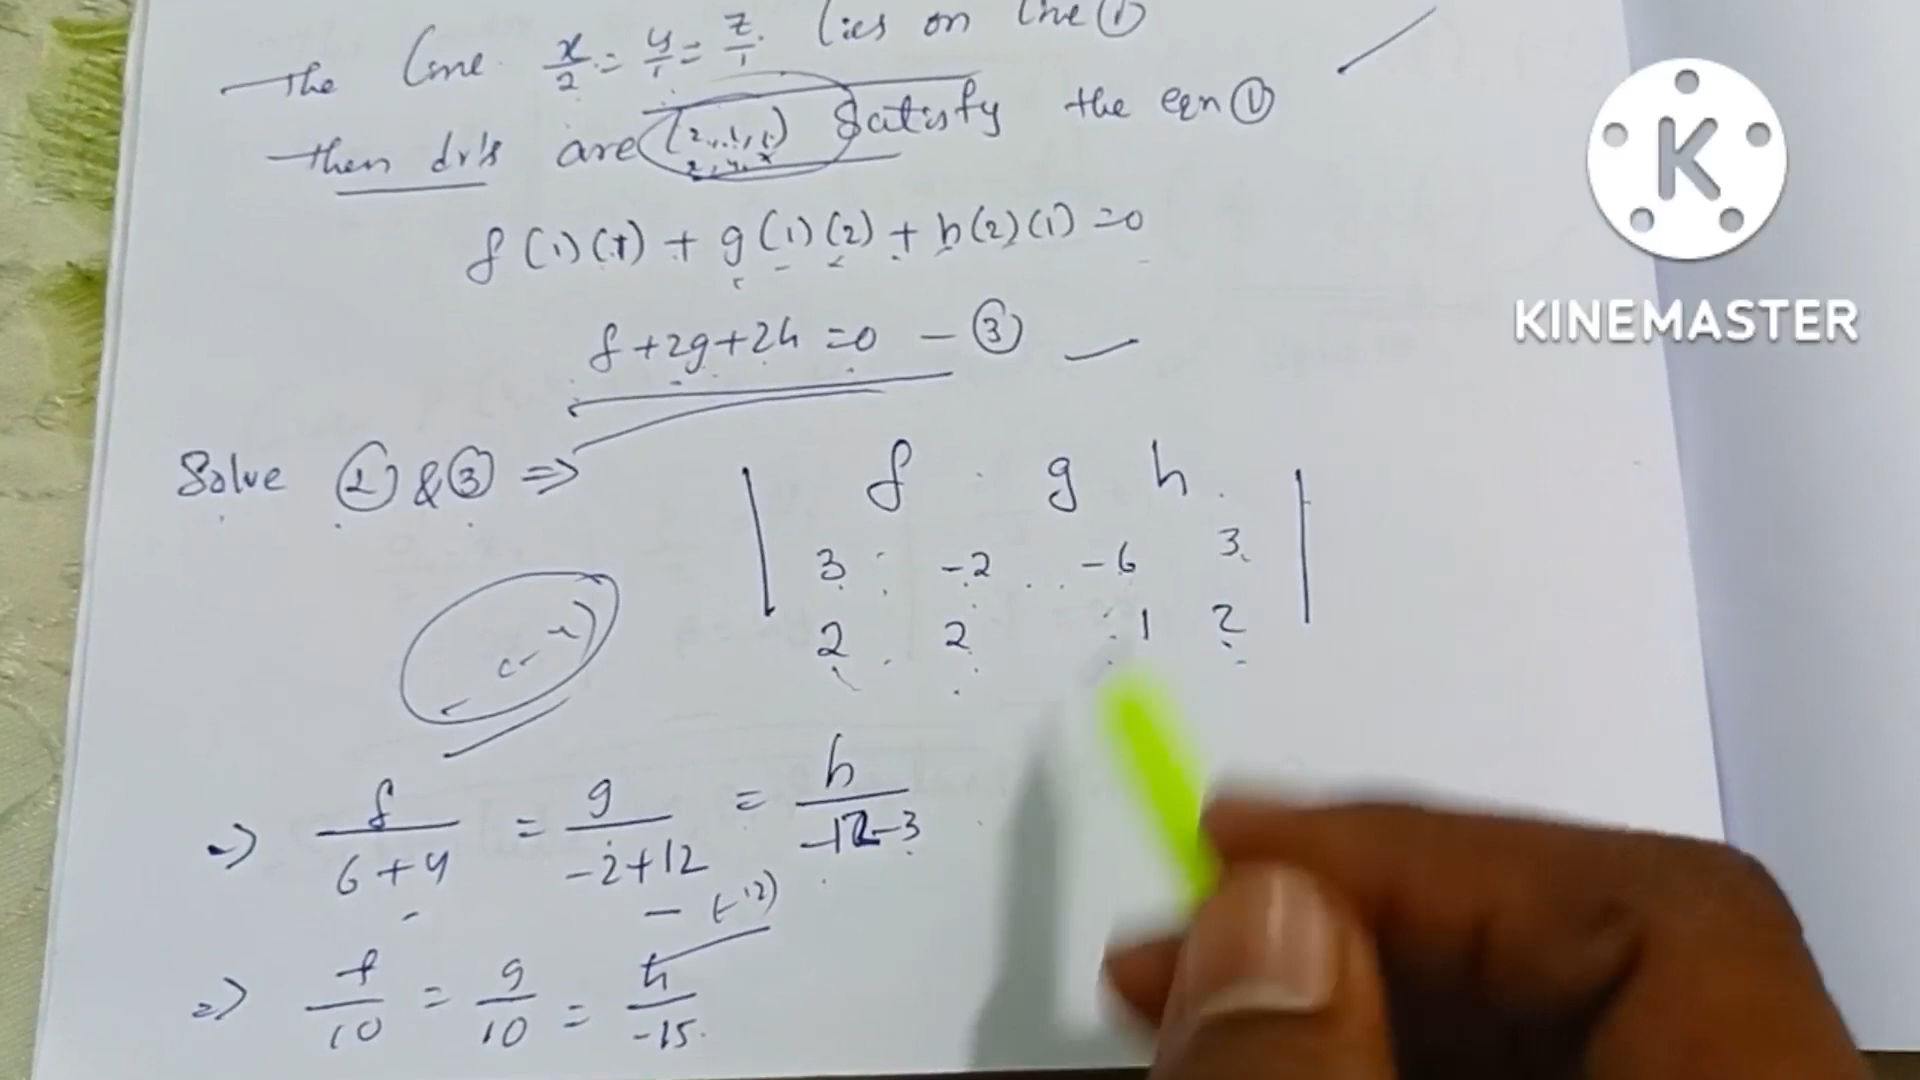 The line x/2 = y/1 = z/1 lies on line ①
then dr's are (2, 1, 1) satisfy the eqn ①
x, y, z
f(1)(1) + g(1)(2) + h(2)(1) = 0
f + 2g + 2h = 0 - ③
Solve ② & ③ ⇒
f g h
3 -2 -6 3
2 2 1 2
⇒ f/6+4 = g/-2+12 = h/-12-3
- (-12)
⇒ f/10 = g/10 = h/-15
K
KINEMASTER